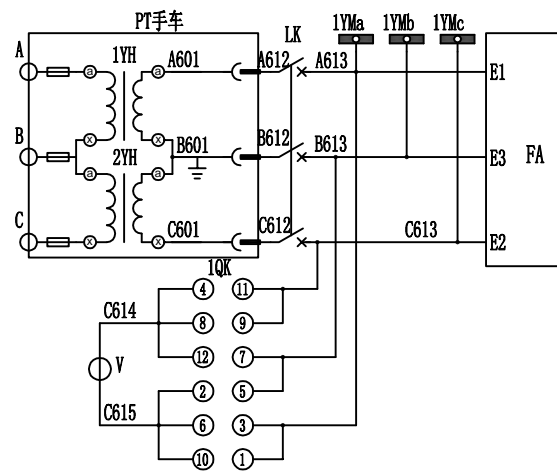 PT手车
LK
1YMa 1YMb 1YMc
A 1YH a a A601 A612 A613 E1
x x
B 2YH B601 B612 B613 E3 FA
a a
C x x C601 C612 C613 E2
1QK
4 11
C614 8 9
12 7
V
2 5
C615 6 3
10 1